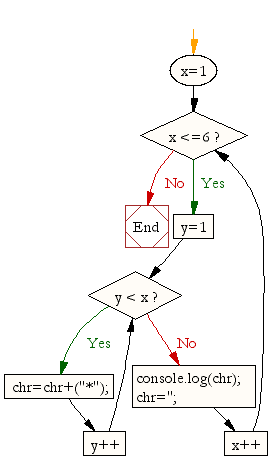 x=1
x <=6 ?
No
Yes
End
y=1
y < x ?
Yes
No
chr=chr+("*");
console.log(chr);
chr='';
y++
x++